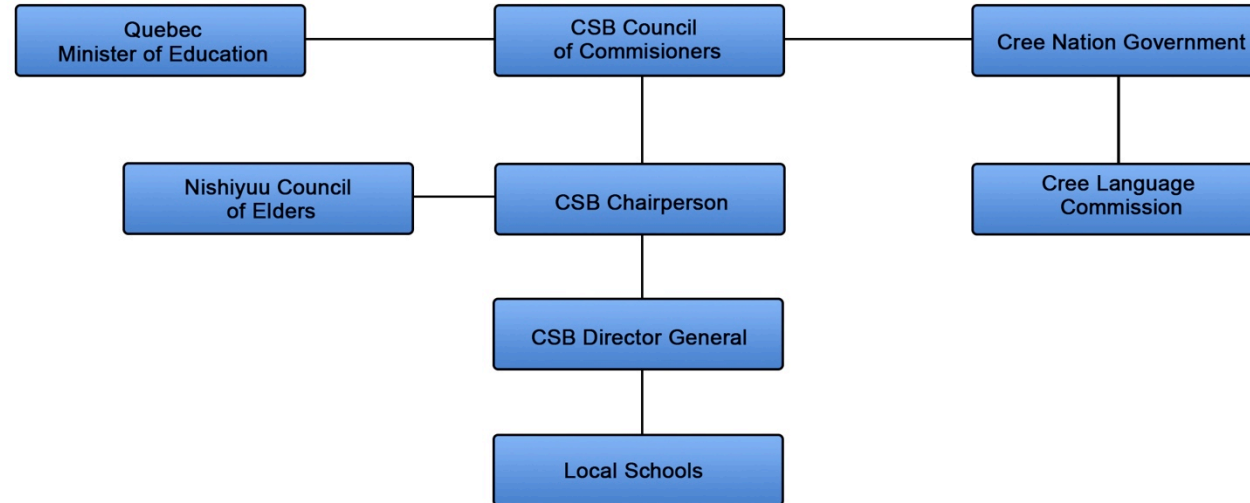 Quebec
Minister of Education
CSB Council
of Commisioners
Cree Nation Government
Nishiyuu Council
of Elders
CSB Chairperson
Cree Language
Commission
CSB Director General
Local Schools